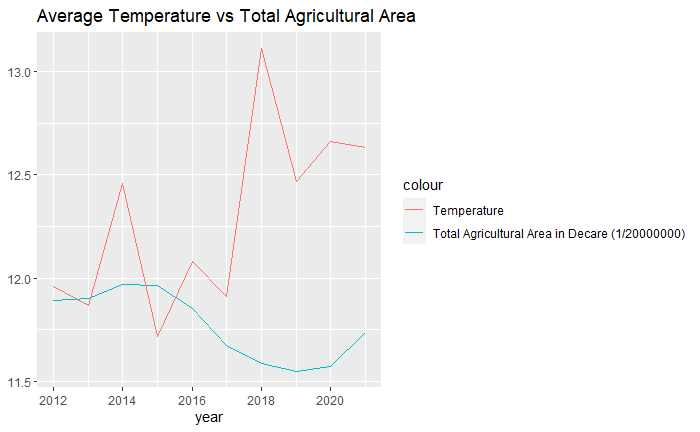 Average Temperature vs Total Agricultural Area
13.0
12.5
12.0
11.5
2012 2014 2016 2018 2020
year
colour
Temperature
Total Agricultural Area in Decare (1/20000000)